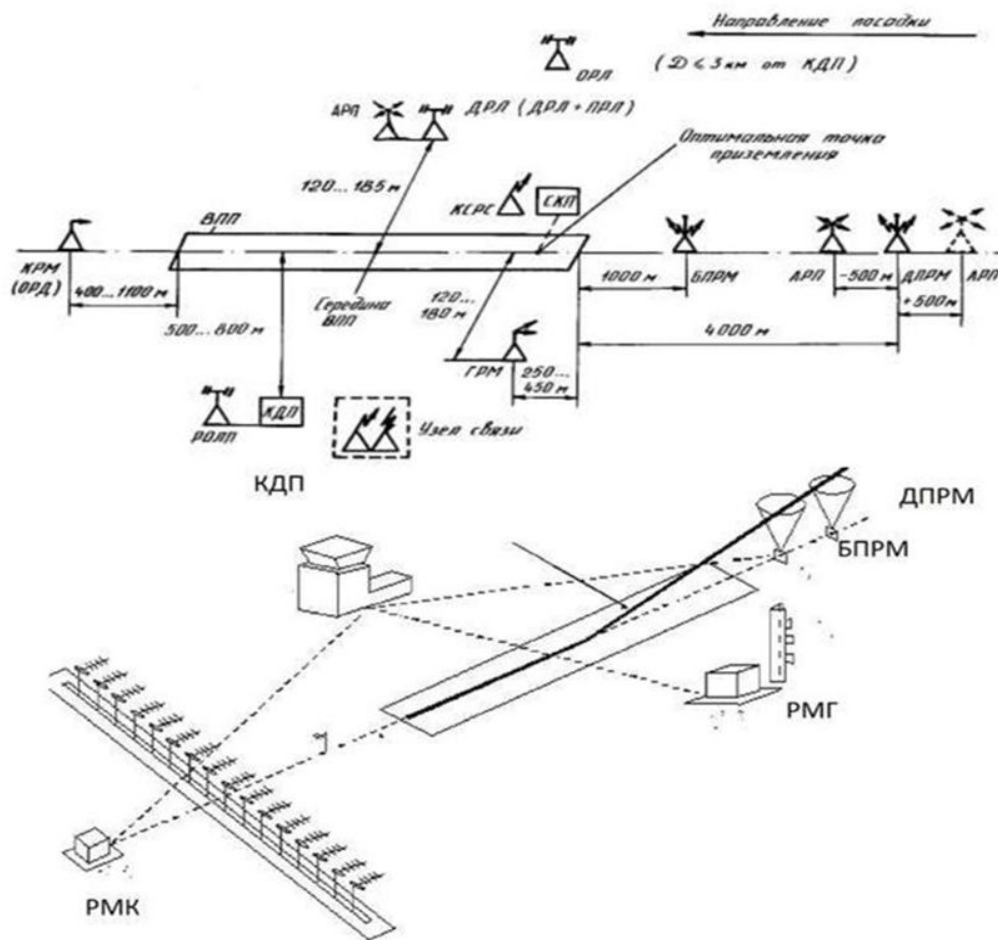 Направление посадки
(D ⩽ 3 км от КДП)
ОРЛ
АРП
ДРЛ (ДРЛ + ПРЛ)
Оптимальная точка
приземления
120... 185 м
КСРС
СКП
ВПП
КРМ
(ОРД)
400...1100 м
500...800 м
Середина
ВПП
120...
180 м
1000 м
БПРМ
АРП
-500 м
ДПРМ
АРП
+500 м
4000 м
ГРМ
250...
450 м
РОЛП
КДП
Узел связи
КДП
ДПРМ
БПРМ
РМГ
РМК